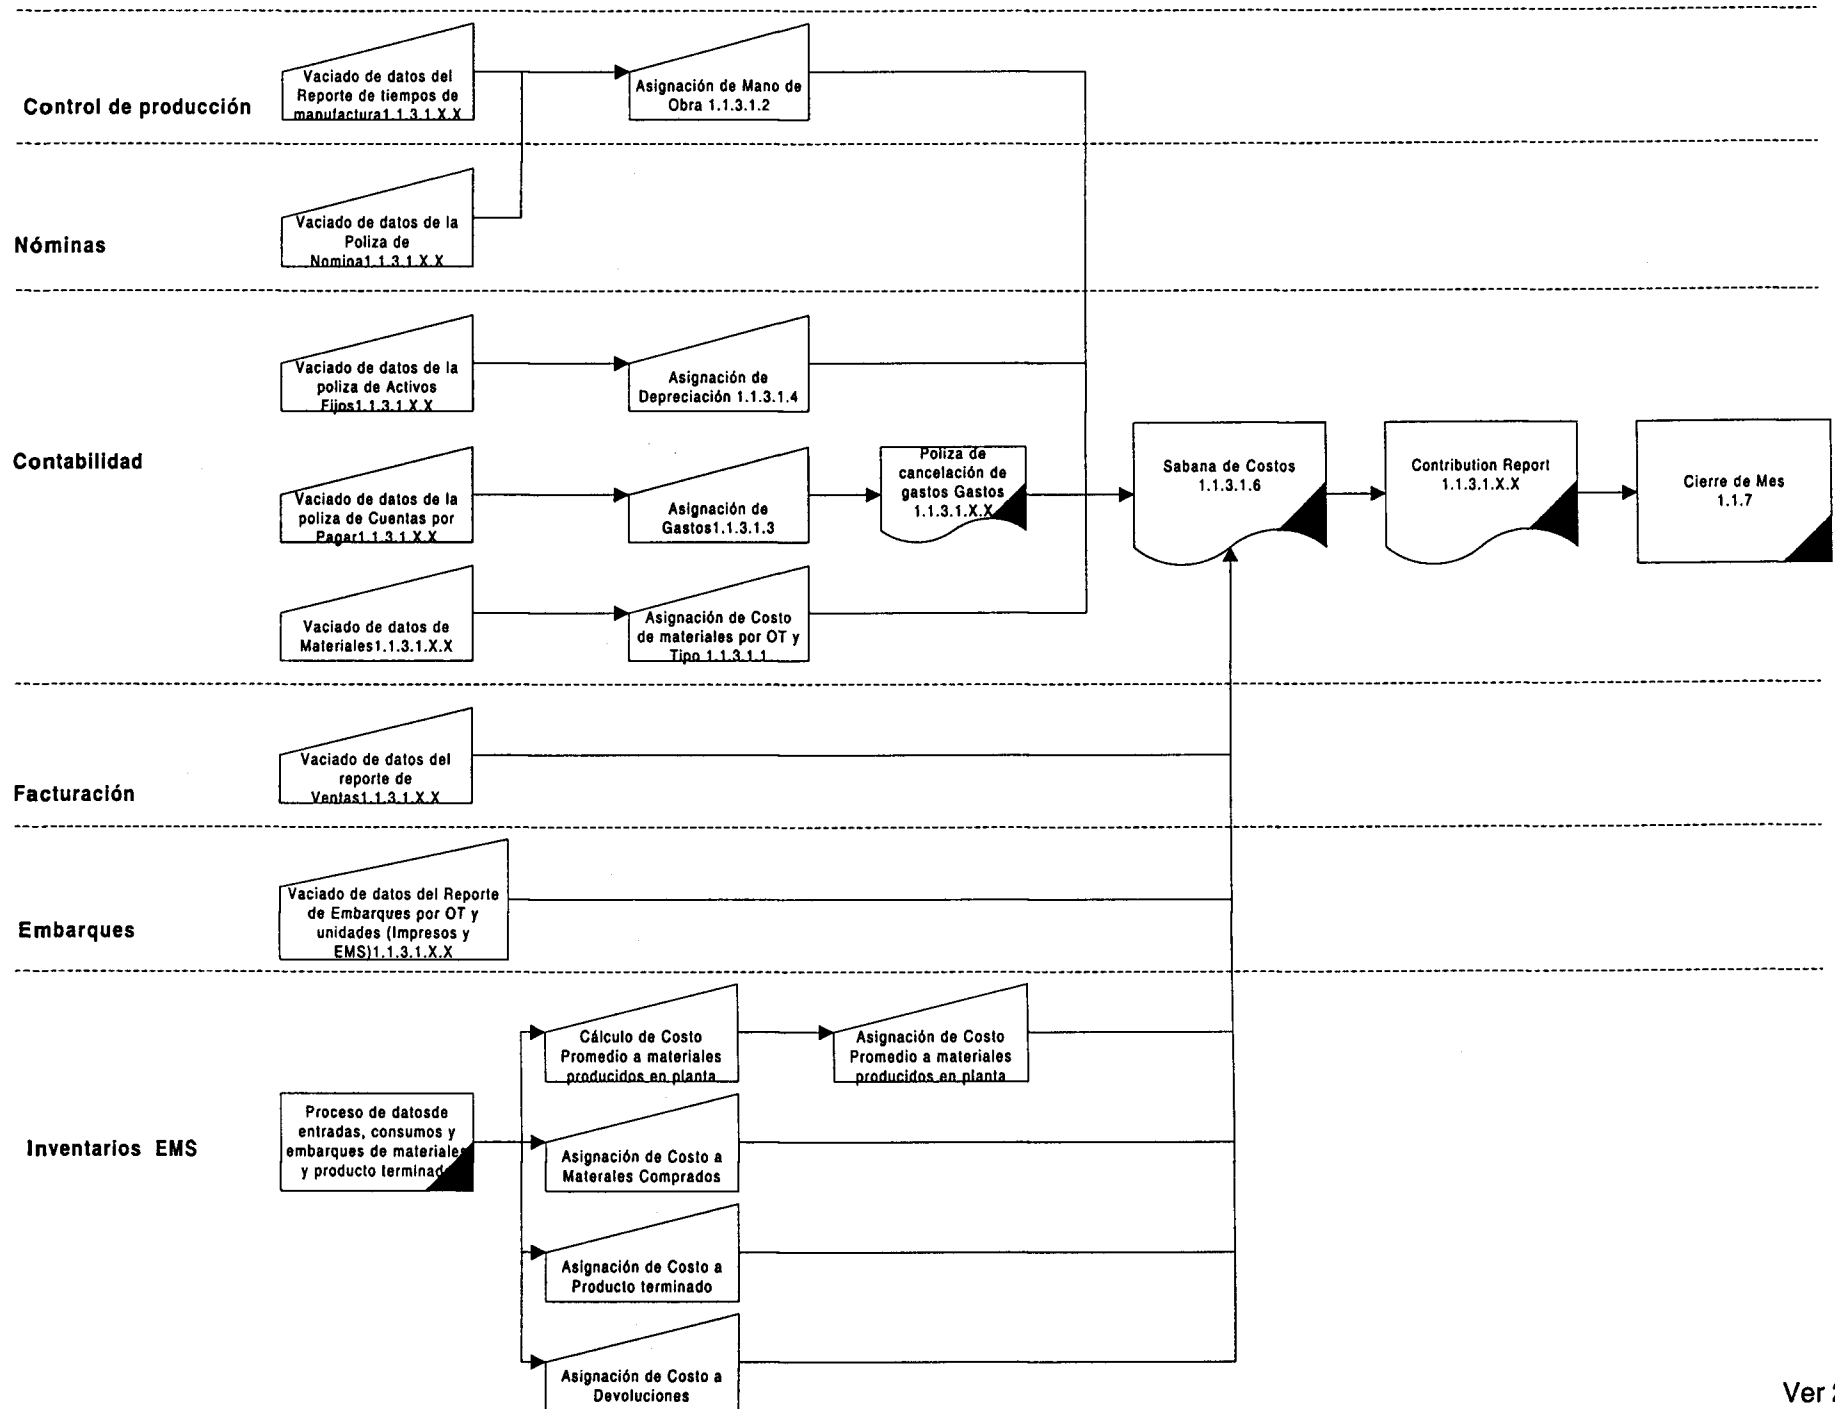 Control de producción
Vaciado de datos del
Reporte de tiempos de
manufactura1.1.3.1.X.X
Asignación de Mano de
Obra 1.1.3.1.2
Nóminas
Vaciado de datos de la
Poliza de
Nomina1.1.3.1.X.X
Contabilidad
Vaciado de datos de la
poliza de Activos
Fijos1.1.3.1.X.X
Asignación de
Depreciación 1.1.3.1.4
Vaciado de datos de la
poliza de Cuentas por
Pagar1.1.3.1.X.X
Asignación de
Gastos1.1.3.1.3
Poliza de
cancelación de
gastos Gastos
1.1.3.1.X.X
Sabana de Costos
1.1.3.1.6
Contribution Report
1.1.3.1.X.X
Cierre de Mes
1.1.7
Vaciado de datos de
Materiales1.1.3.1.X.X
Asignación de Costo
de materiales por OT y
Tipo 1.1.3.1.1
Facturación
Vaciado de datos del
reporte de
Ventas1.1.3.1.X.X
Embarques
Vaciado de datos del Reporte
de Embarques por OT y
unidades (Impresos y
EMS)1.1.3.1.X.X
Inventarios EMS
Proceso de datosde
entradas, consumos y
embarques de materiales
y producto terminado
Cálculo de Costo
Promedio a materiales
producidos en planta
Asignación de Costo
Promedio a materiales
producidos en planta
Asignación de Costo a
Materales Comprados
Asignación de Costo a
Producto terminado
Asignación de Costo a
Devoluciones
Ver